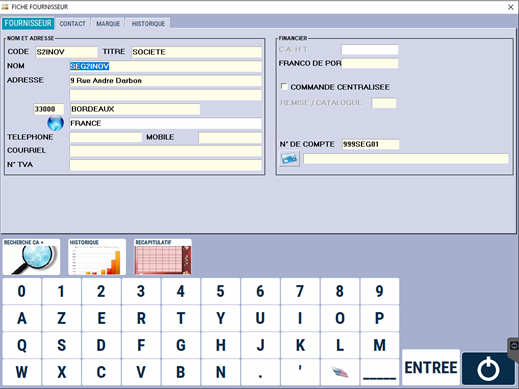 FICHE FOURNISSEUR
FOURNISSEUR CONTACT MARQUE HISTORIQUE
NOM ET ADRESSE
CODE S2INOV TITRE SOCIETE
NOM SEG2INOV
ADRESSE 9 Rue Andre Darbon
33000 BORDEAUX
FRANCE
TELEPHONE MOBILE
COURRIEL
N° TVA
FINANCIER
C.A. H.T.
FRANCO DE POR
COMMANDE CENTRALISEE
REMISE / CATALOGUE
N° DE COMPTE 999SEG01
RECHERCHE CA + HISTORIQUE RECAPITULATIF
0 1 2 3 4 5 6 7 8 9
A Z E R T Y U I O P
Q S D F G H J K L M
W X C V B N . ' _____ ENTREE